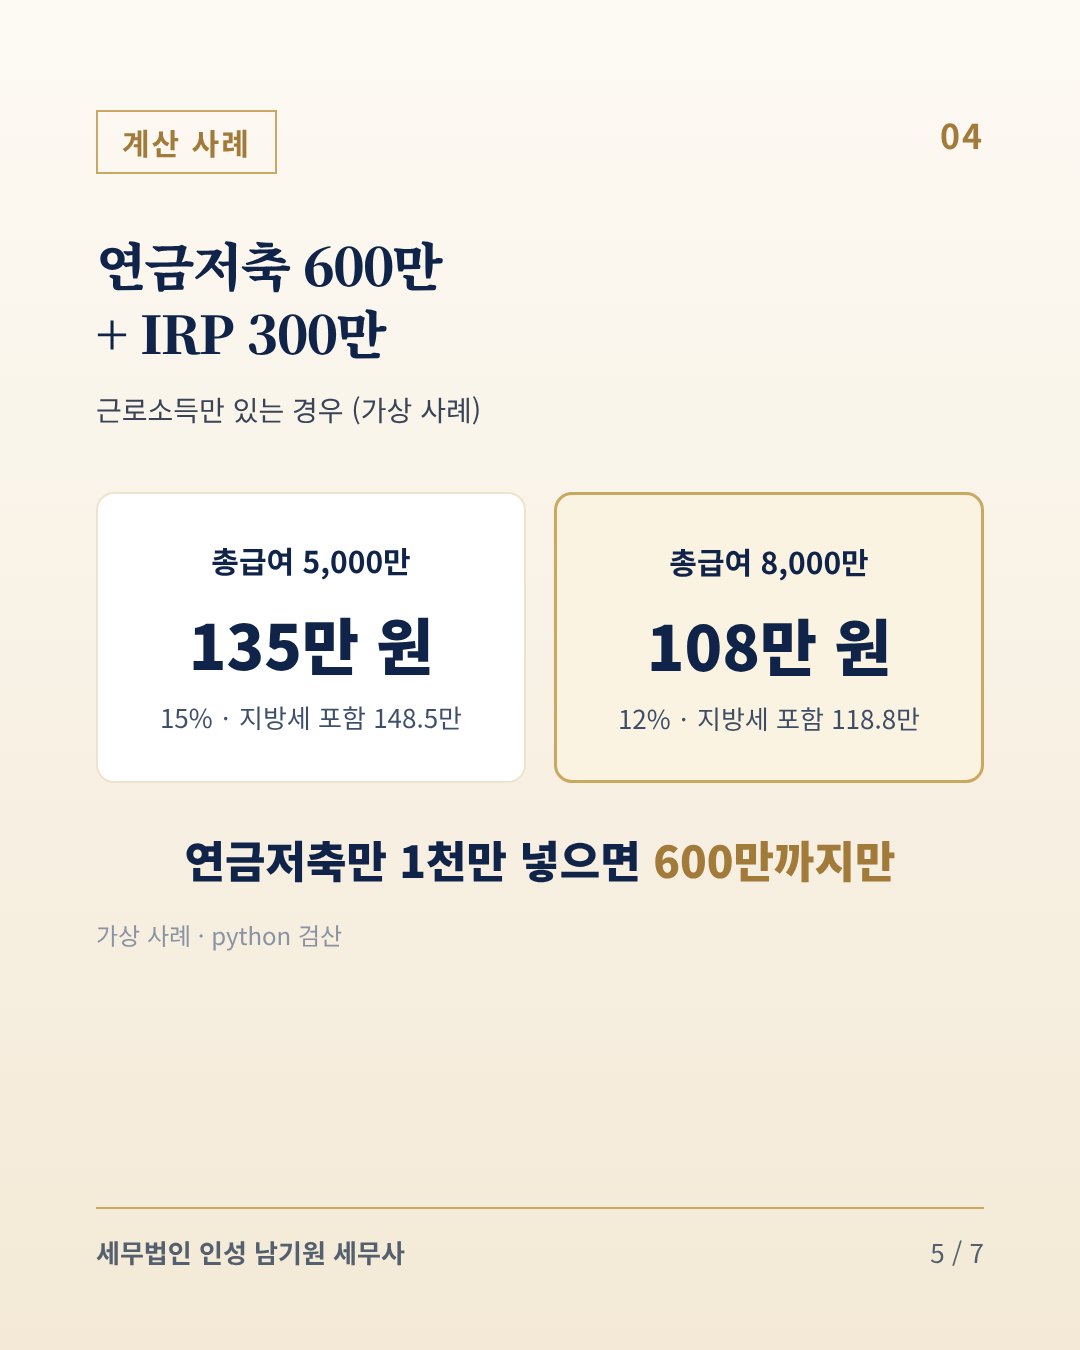 계산 사례
04
연금저축 600만
+ IRP 300만
근로소득만 있는 경우 (가상 사례)
총급여 5,000만
135만 원
15% · 지방세 포함 148.5만
총급여 8,000만
108만 원
12% · 지방세 포함 118.8만
연금저축만 1천만 넣으면 600만까지만
가상 사례 · python 검산
세무법인 인성 남기원 세무사
5 / 7